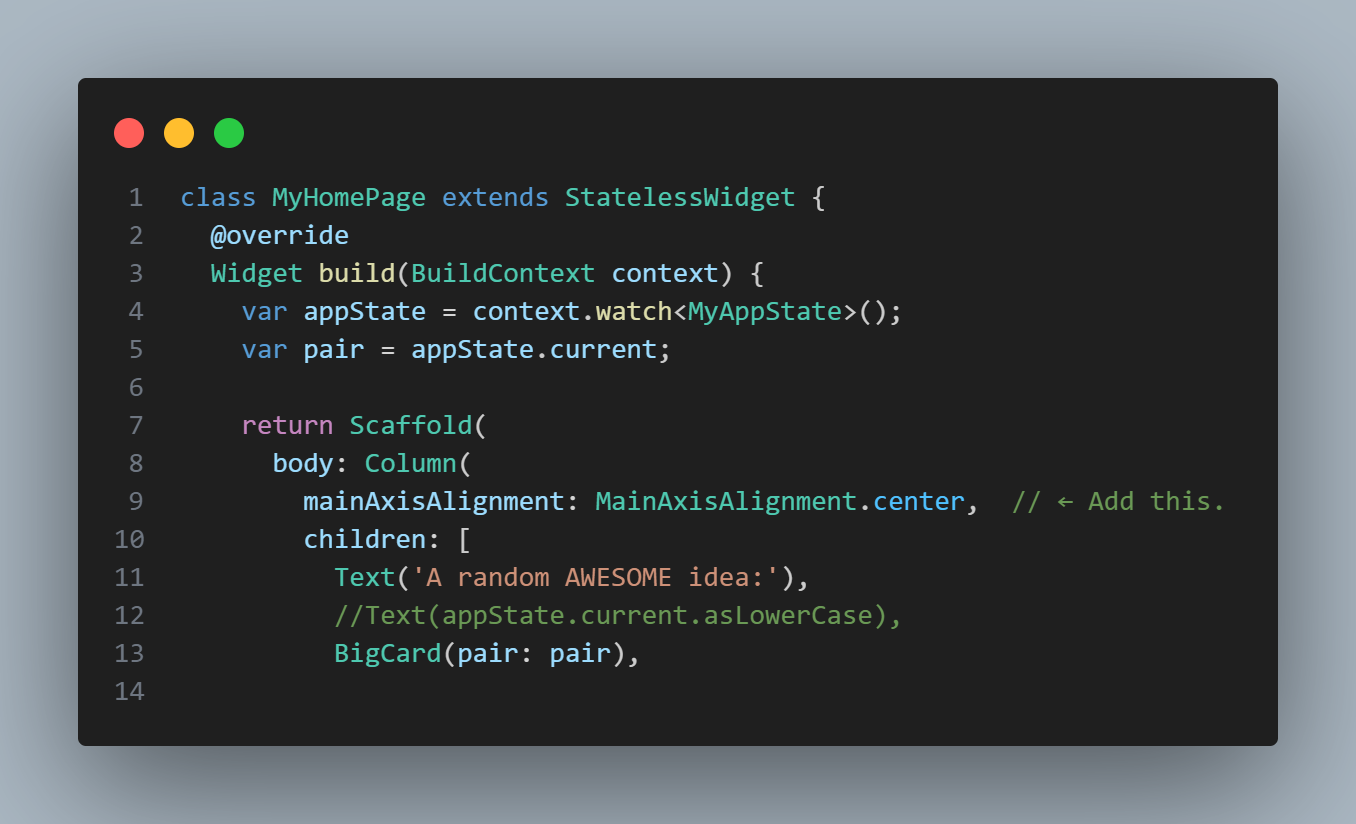 1 class MyHomePage extends StatelessWidget {
2   @override
3   Widget build(BuildContext context) {
4     var appState = context.watch<MyAppState>();
5     var pair = appState.current;
6
7     return Scaffold(
8       body: Column(
9         mainAxisAlignment: MainAxisAlignment.center,  // ← Add this.
10         children: [
11           Text('A random AWESOME idea:'),
12           //Text(appState.current.asLowerCase),
13           BigCard(pair: pair),
14